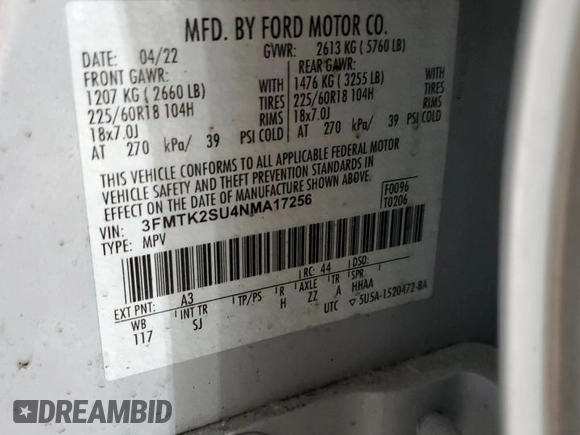 MFD. BY FORD MOTOR CO.
DATE: 04/22 GVWR: 2613 KG ( 5760 LB)
FRONT GAWR: REAR GAWR:
1207 KG ( 2660 LB) WITH 1476 KG ( 3255 LB) WITH
225/60R18 104H TIRES 225/60R18 104H TIRES
18x7.0J RIMS 18x7.0J RIMS
AT 270 kPa/ 39 PSI COLD AT 270 kPa/ 39 PSI COLD
THIS VEHICLE CONFORMS TO ALL APPLICABLE FEDERAL MOTOR
VEHICLE SAFETY AND THEFT PREVENTION STANDARDS IN
EFFECT ON THE DATE OF MANUFACTURE SHOWN ABOVE.
VIN: 3FMTK2SU4NMA17256 F0096
TYPE: MPV T0206
EXT PNT: A3 RC: 44 DSO:
WB INT TR TP/PS R AXLE TR SPR
117 SJ H ZZ A HHAA
UTC ▽5U5A-1520472-BA
DREAMBID